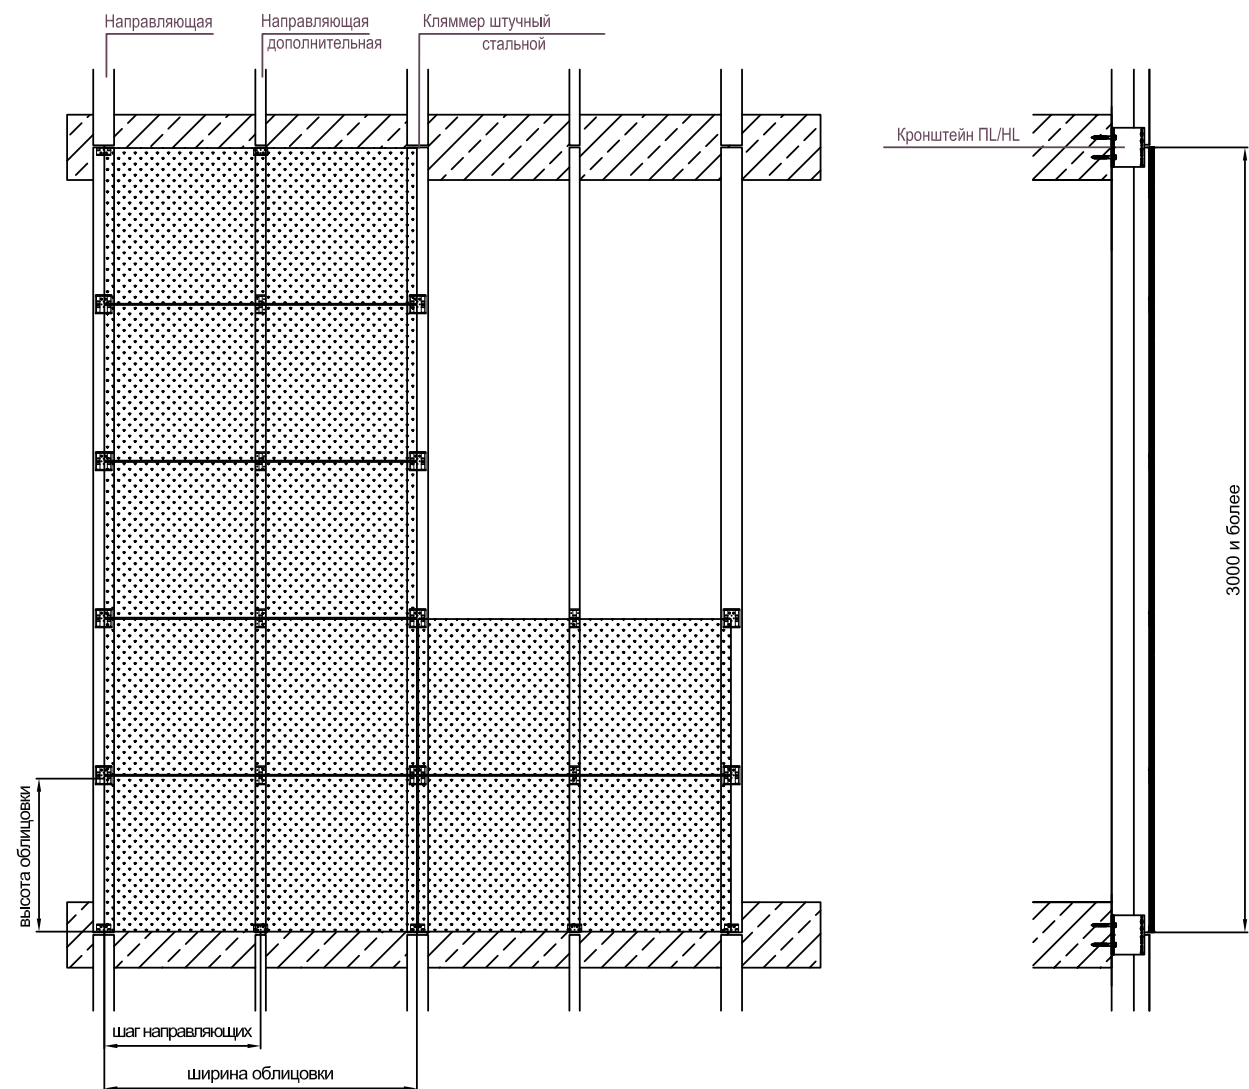 Направляющая
Направляющая
дополнительная
Кляммер штучный
стальной
Кронштейн ПL/HL
3000 и более
высота облицовки
шаг направляющих
ширина облицовки